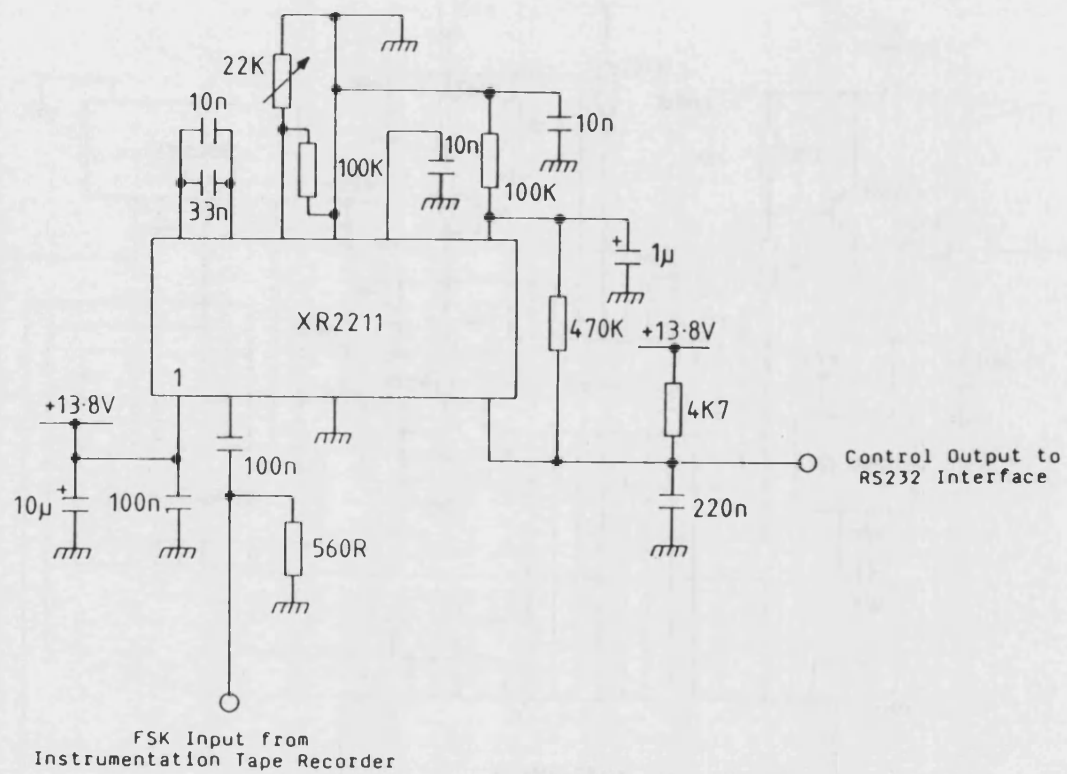 22K
10n
10n
10n
100K
100K
33n
1µ
XR2211
470K
+13·8V
1
+13·8V
4K7
100n
Control Output to
RS232 Interface
10µ
+
100n
220n
560R
+
FSK Input from
Instrumentation Tape Recorder